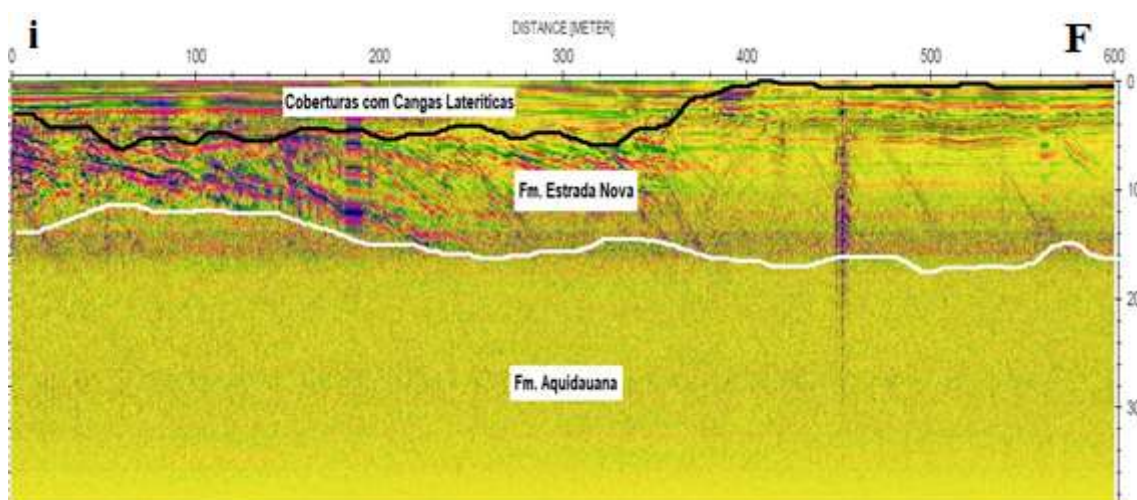 i
DISTANCE [METER]
F
0 100 200 300 400 500 600
0
Coberturas com Cangas Lateríticas
Fm. Estrada Nova
10
20
Fm. Aquidauana
30